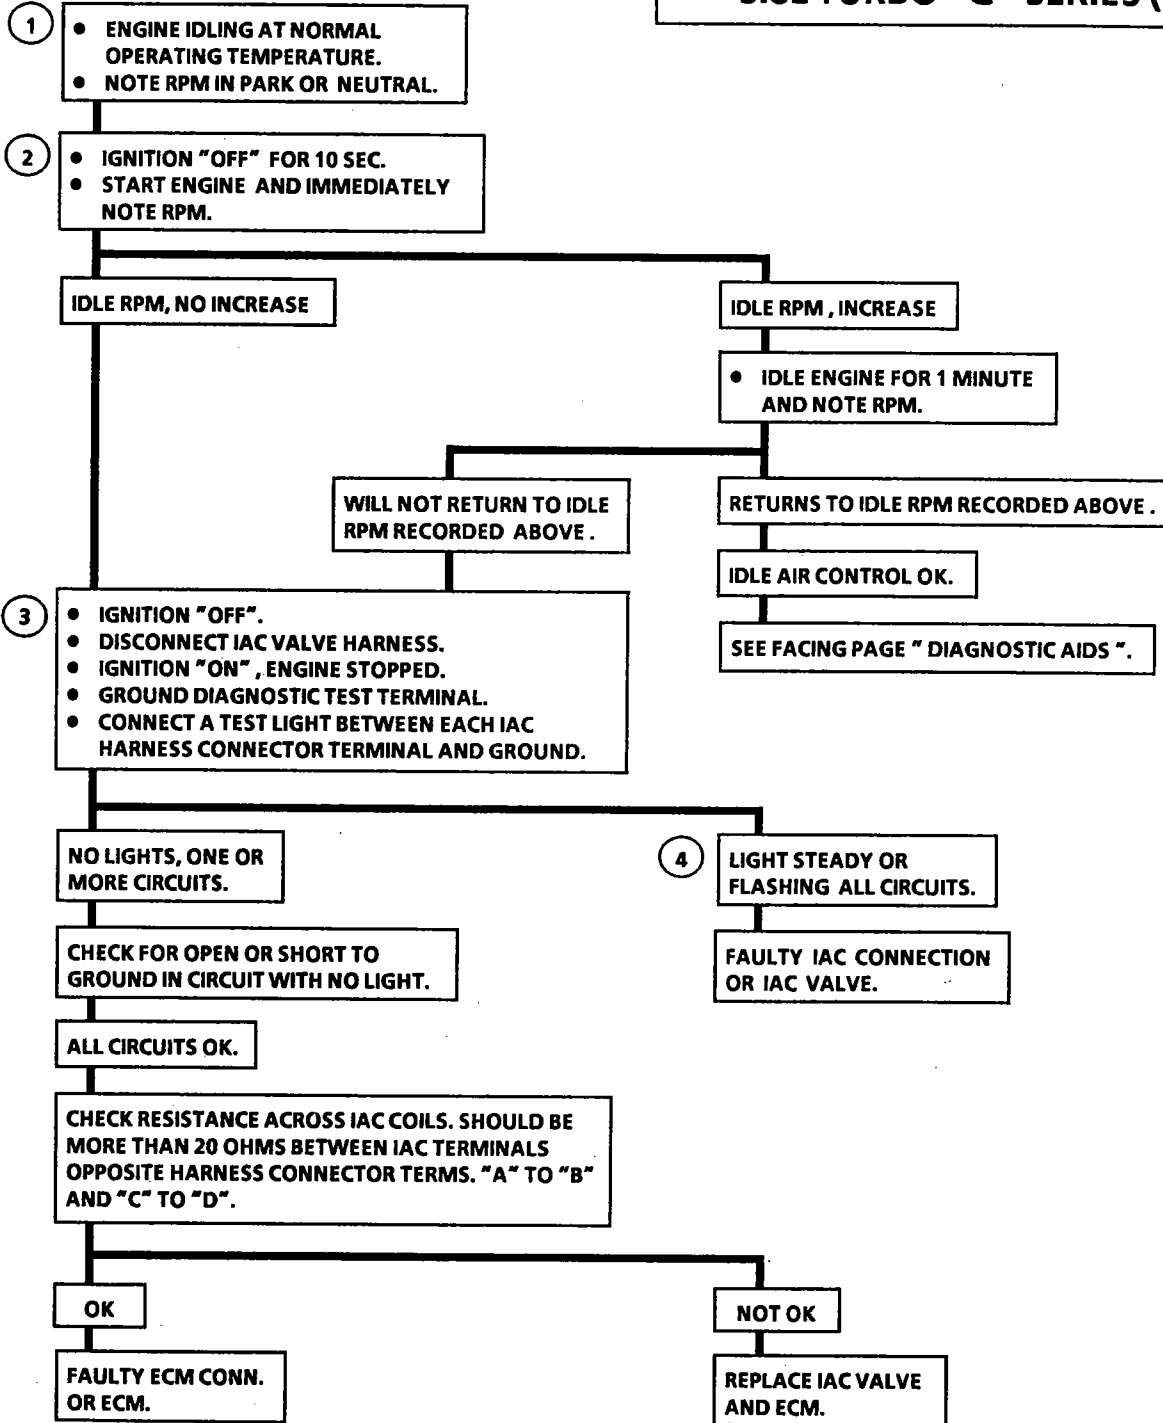 SERIES
1
● ENGINE IDLING AT NORMAL
OPERATING TEMPERATURE.
● NOTE RPM IN PARK OR NEUTRAL.
2
● IGNITION "OFF" FOR 10 SEC.
● START ENGINE AND IMMEDIATELY
NOTE RPM.
IDLE RPM, NO INCREASE
IDLE RPM , INCREASE
● IDLE ENGINE FOR 1 MINUTE
AND NOTE RPM.
WILL NOT RETURN TO IDLE
RPM RECORDED ABOVE .
RETURNS TO IDLE RPM RECORDED ABOVE .
IDLE AIR CONTROL OK.
SEE FACING PAGE " DIAGNOSTIC AIDS ".
3
● IGNITION "OFF".
● DISCONNECT IAC VALVE HARNESS.
● IGNITION "ON" , ENGINE STOPPED.
● GROUND DIAGNOSTIC TEST TERMINAL.
● CONNECT A TEST LIGHT BETWEEN EACH IAC
HARNESS CONNECTOR TERMINAL AND GROUND.
NO LIGHTS, ONE OR
MORE CIRCUITS.
4
LIGHT STEADY OR
FLASHING ALL CIRCUITS.
CHECK FOR OPEN OR SHORT TO
GROUND IN CIRCUIT WITH NO LIGHT.
FAULTY IAC CONNECTION
OR IAC VALVE.
ALL CIRCUITS OK.
CHECK RESISTANCE ACROSS IAC COILS. SHOULD BE
MORE THAN 20 OHMS BETWEEN IAC TERMINALS
OPPOSITE HARNESS CONNECTOR TERMS. "A" TO "B"
AND "C" TO "D".
OK
NOT OK
FAULTY ECM CONN.
OR ECM.
REPLACE IAC VALVE
AND ECM.